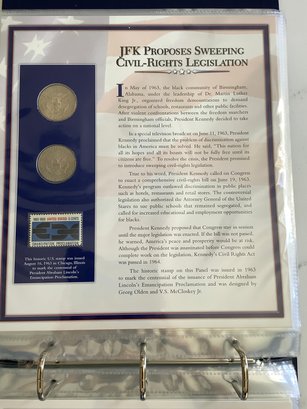 JFK PROPOSES SWEEPING
CIVIL-RIGHTS LEGISLATION
In May of 1963, the black community of Birmingham,
Alabama, under the leadership of Dr. Martin Luther
King Jr., organized freedom demonstrations to demand
desegregation of schools, restaurants and other public facilities.
After violent confrontations between the freedom marchers
and Birmingham officials, President Kennedy decided to take
action on a national level.
In a special television broadcast on June 11, 1963, President
Kennedy proclaimed that the problem of discrimination against
blacks in America must be solved. He said, "This nation for
all its hopes and all its boasts will not be fully free until its
citizens are free." To resolve the crisis, the President promised
to introduce sweeping civil-rights legislation.
True to his word, President Kennedy called on Congress
to enact a comprehensive civil-rights bill on June 19, 1963.
Kennedy's program outlawed discrimination in public places
such as hotels, restaurants and retail stores. The commercial
legislation also authorized the Attorney General of the United
States to sue public schools that remained segregated, and
called for increased educational and employment opportunities
for blacks.
President Kennedy proposed that Congress stay in session
until the major legislation was enacted. If the bill was not passed,
he warned, America's peace and prosperity would be at risk.
Although the President was assassinated before Congress could
complete work on the legislation, Kennedy's Civil Rights Act
was passed in 1964.
The historic stamp on this Panel was issued in 1963
to mark the centennial of President Abraham
Lincoln's Emancipation Proclamation and was designed by
Georg Olden and V.S. McCloskey Jr.
1863-1963 UNITED STATES 5 CENTS
EMANCIPATION PROCLAMATION
This historic U.S. stamp was issued
August 16, 1963 in Chicago, Illinois
to mark the centennial of
President Abraham Lincoln's
Emancipation Proclamation.